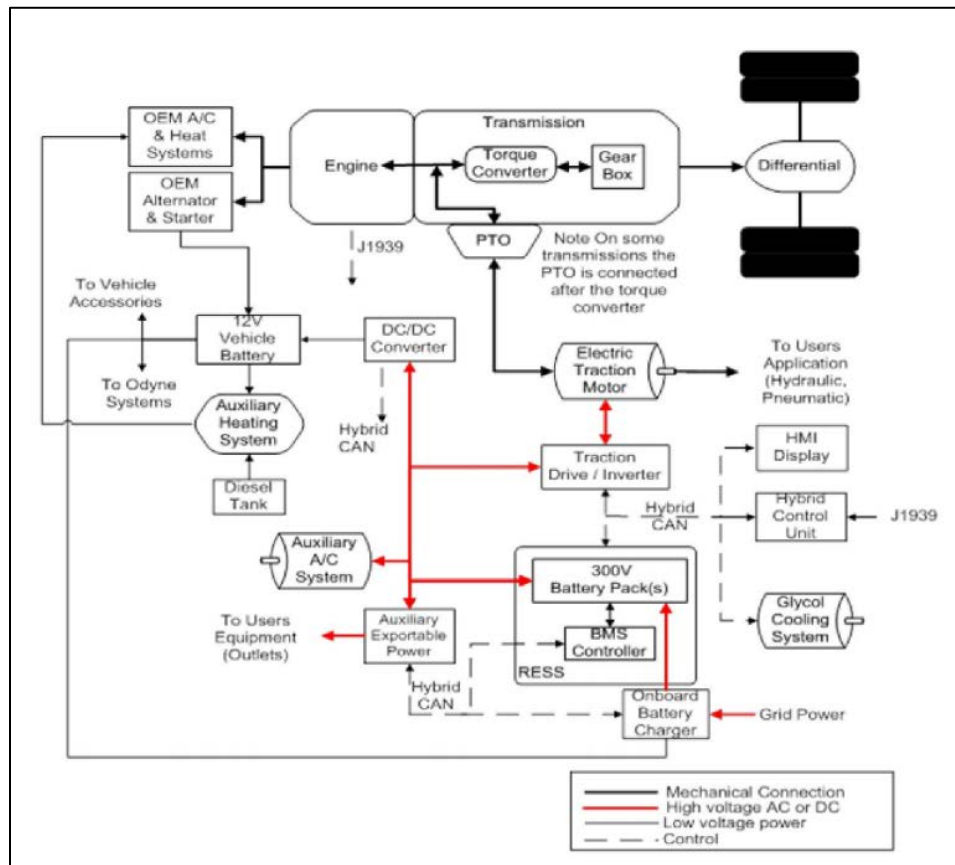 OEM A/C
& Heat
Systems
OEM
Alternator
& Starter
Engine
Transmission
Torque
Converter
Gear
Box
Differential
J1939
PTO
Note On some
transmissions the
PTO is connected
after the torque
converter
To Vehicle
Accessories
12V
Vehicle
Battery
DC/DC
Converter
Electric
Traction
Motor
To Users
Application
(Hydraulic,
Pneumatic)
To Odyne
Systems
Auxiliary
Heating
System
Hybrid
CAN
Traction
Drive / Inverter
HMI
Display
Diesel
Tank
Hybrid
CAN
Hybrid
Control
Unit
J1939
Auxiliary
A/C
System
300V
Battery Pack(s)
To Users
Equipment
(Outlets)
Auxiliary
Exportable
Power
BMS
Controller
RESS
Glycol
Cooling
System
Hybrid
CAN
Onboard
Battery
Charger
Grid Power
Mechanical Connection
High voltage AC or DC
Low voltage power
Control